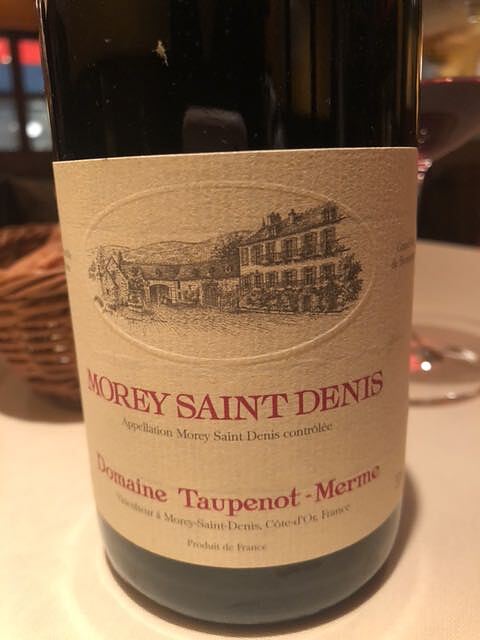 MOREY SAINT DENIS
Appellation Morey Saint Denis contrôlée
Domaine Taupenot - Merme
à Morey-Saint-Denis, Côte-d'Or, France
Produit de France